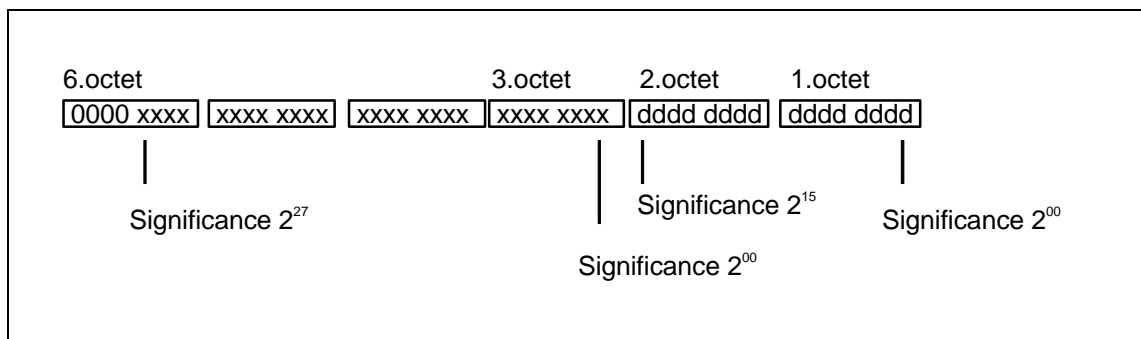 6.octet 3.octet 2.octet 1.octet
0000 xxxx xxxx xxxx xxxx xxxx xxxx xxxx dddd dddd dddd dddd
Significance 2^15
Significance 2^27 Significance 2^00
Significance 2^00